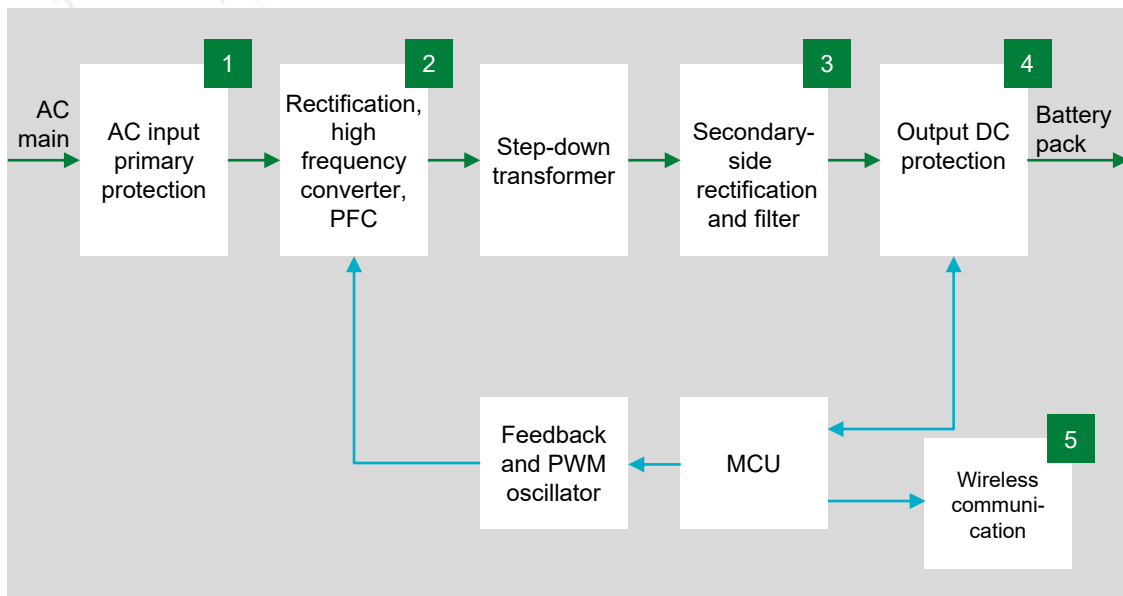 AC
main
1
AC input
primary
protection
2
Rectification,
high
frequency
converter,
PFC
Step-down
transformer
3
Secondary-
side
rectification
and filter
4
Output DC
protection
Battery
pack
Feedback
and PWM
oscillator
MCU
5
Wireless
communi-
cation